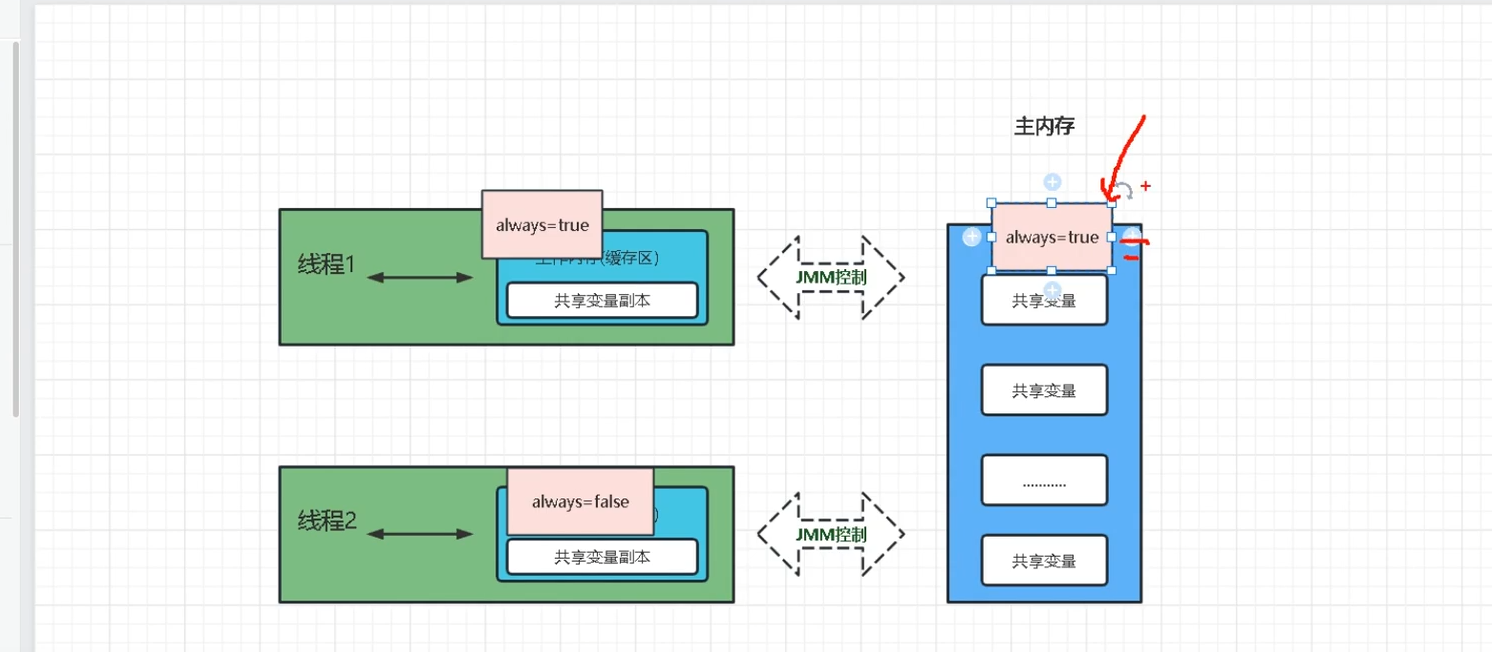 主内存
always=true
always=true
线程1
(缓存区)
JMM控制
共享变量副本
共享变量
共享变量
always=false
线程2
)
JMM控制
...........
共享变量副本
共享变量